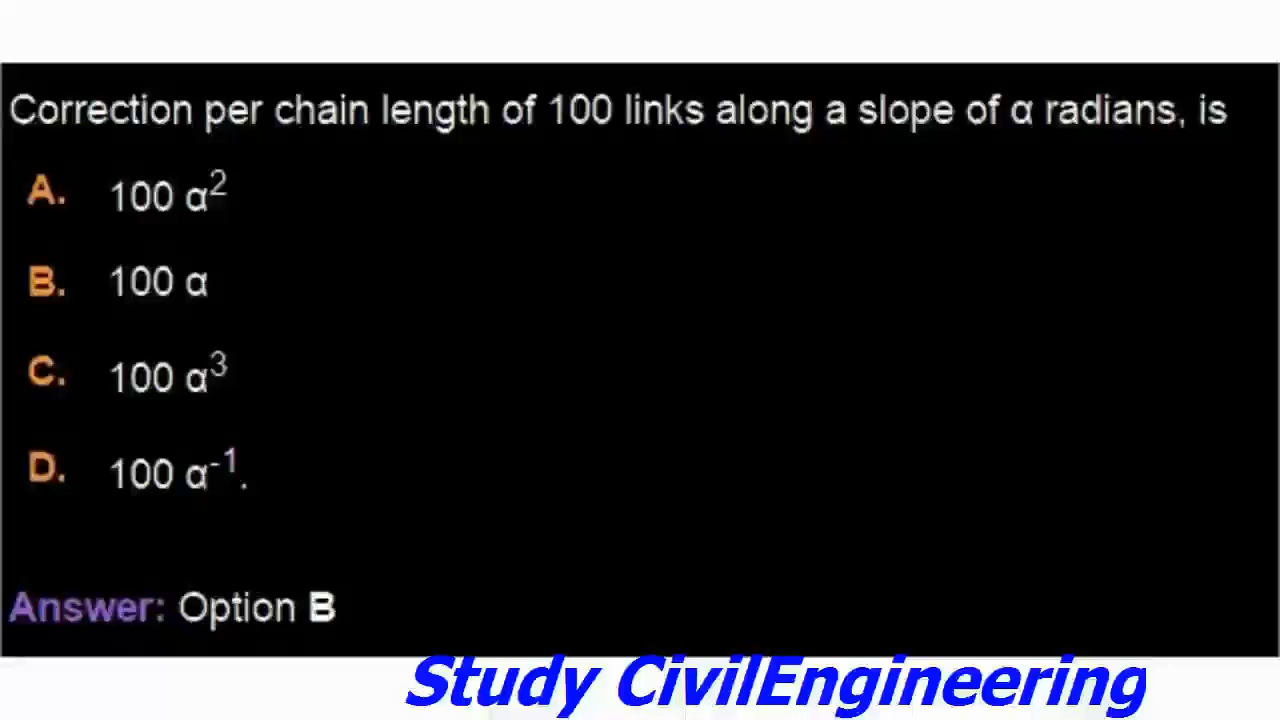 Correction per chain length of 100 links along a slope of α radians, is
A. 100 α²
B. 100 α
C. 100 α³
D. 100 α⁻¹.
Answer: Option B
Study CivilEngineering